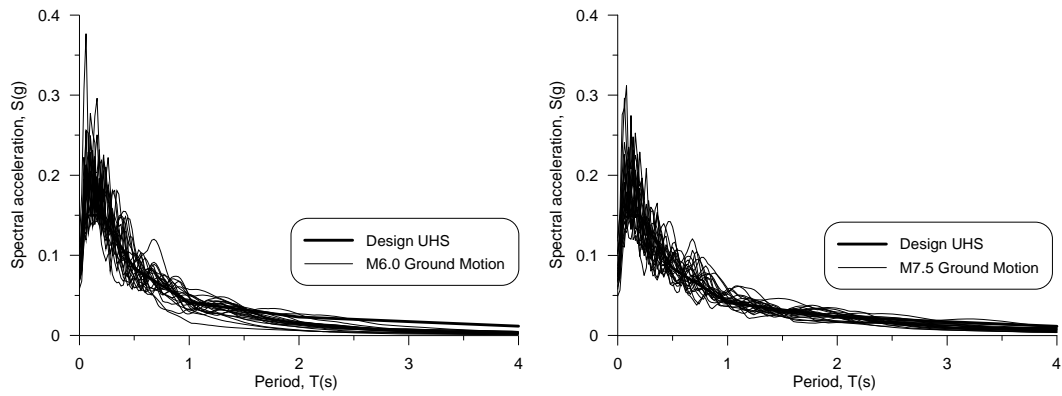 0.4
0.3
0.2
0.1
0
Spectral acceleration, S(g)
Design UHS
M6.0 Ground Motion
0 1 2 3 4
Period, T(s)
0.4
0.3
0.2
0.1
0
Spectral acceleration, S(g)
Design UHS
M7.5 Ground Motion
0 1 2 3 4
Period, T(s)